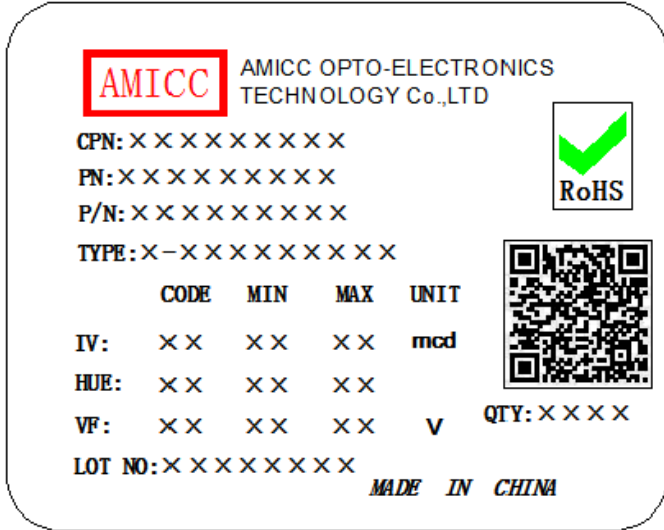 AMICC
AMICC OPTO-ELECTRONICS
TECHNOLOGY Co.,LTD
CPN:×××××××××
PN:×××××××××
P/N:×××××××××
RoHS
TYPE:×-×××××××××
CODE MIN MAX UNIT
IV: ×× ×× ×× mcd
HUE: ×× ×× ××
VF: ×× ×× ×× V
QTY:××××
LOT NO:××××××××
MADE IN CHINA